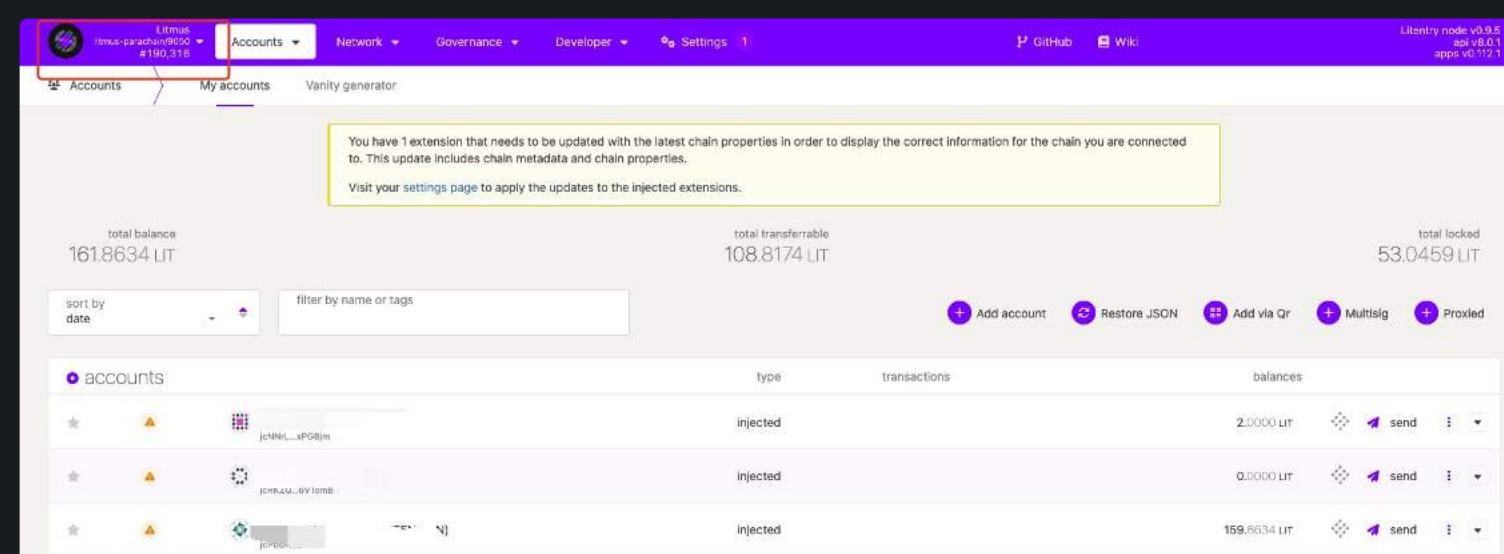 Litmus
litmus-parachain/9050
#190,316
Accounts
Network
Governance
Developer
Settings 1
GitHub
Wiki
Litentry node v0.9.5
api v8.0.1
apps v0.112.1
Accounts
My accounts
Vanity generator
You have 1 extension that needs to be updated with the latest chain properties in order to display the correct information for the chain you are connected
to. This update includes chain metadata and chain properties.
Visit your settings page to apply the updates to the injected extensions.
total balance
161.8634 LIT
total transferrable
108.8174 LIT
total locked
53.0459 LIT
sort by
date
filter by name or tags
Add account
Restore JSON
Add via Qr
Multisig
Proxied
accounts
type
transactions
balances
injected
2.0000 LIT
send
injected
0.0000 LIT
send
N)
injected
159.8634 LIT
send